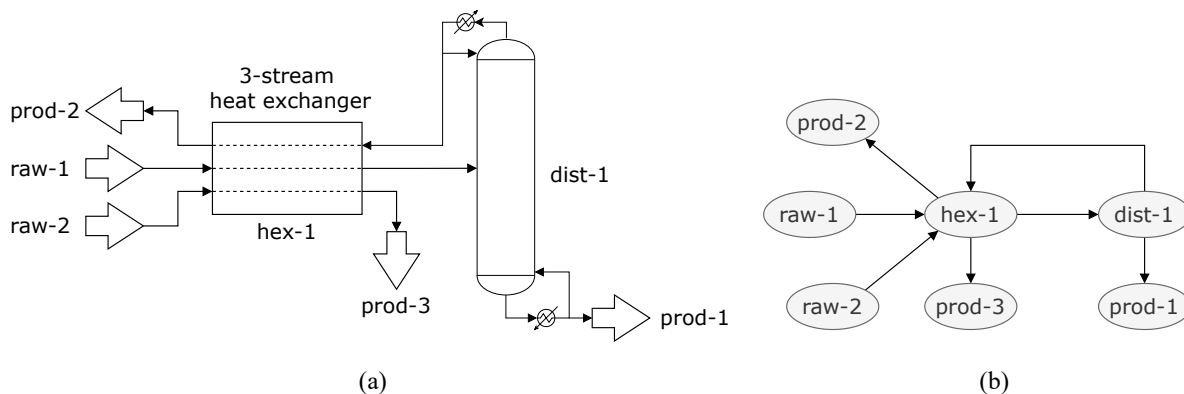 3-stream
heat exchanger
prod-2
raw-1
raw-2
hex-1
dist-1
prod-3
prod-1
(a)
prod-2
raw-1
hex-1
dist-1
raw-2
prod-3
prod-1
(b)